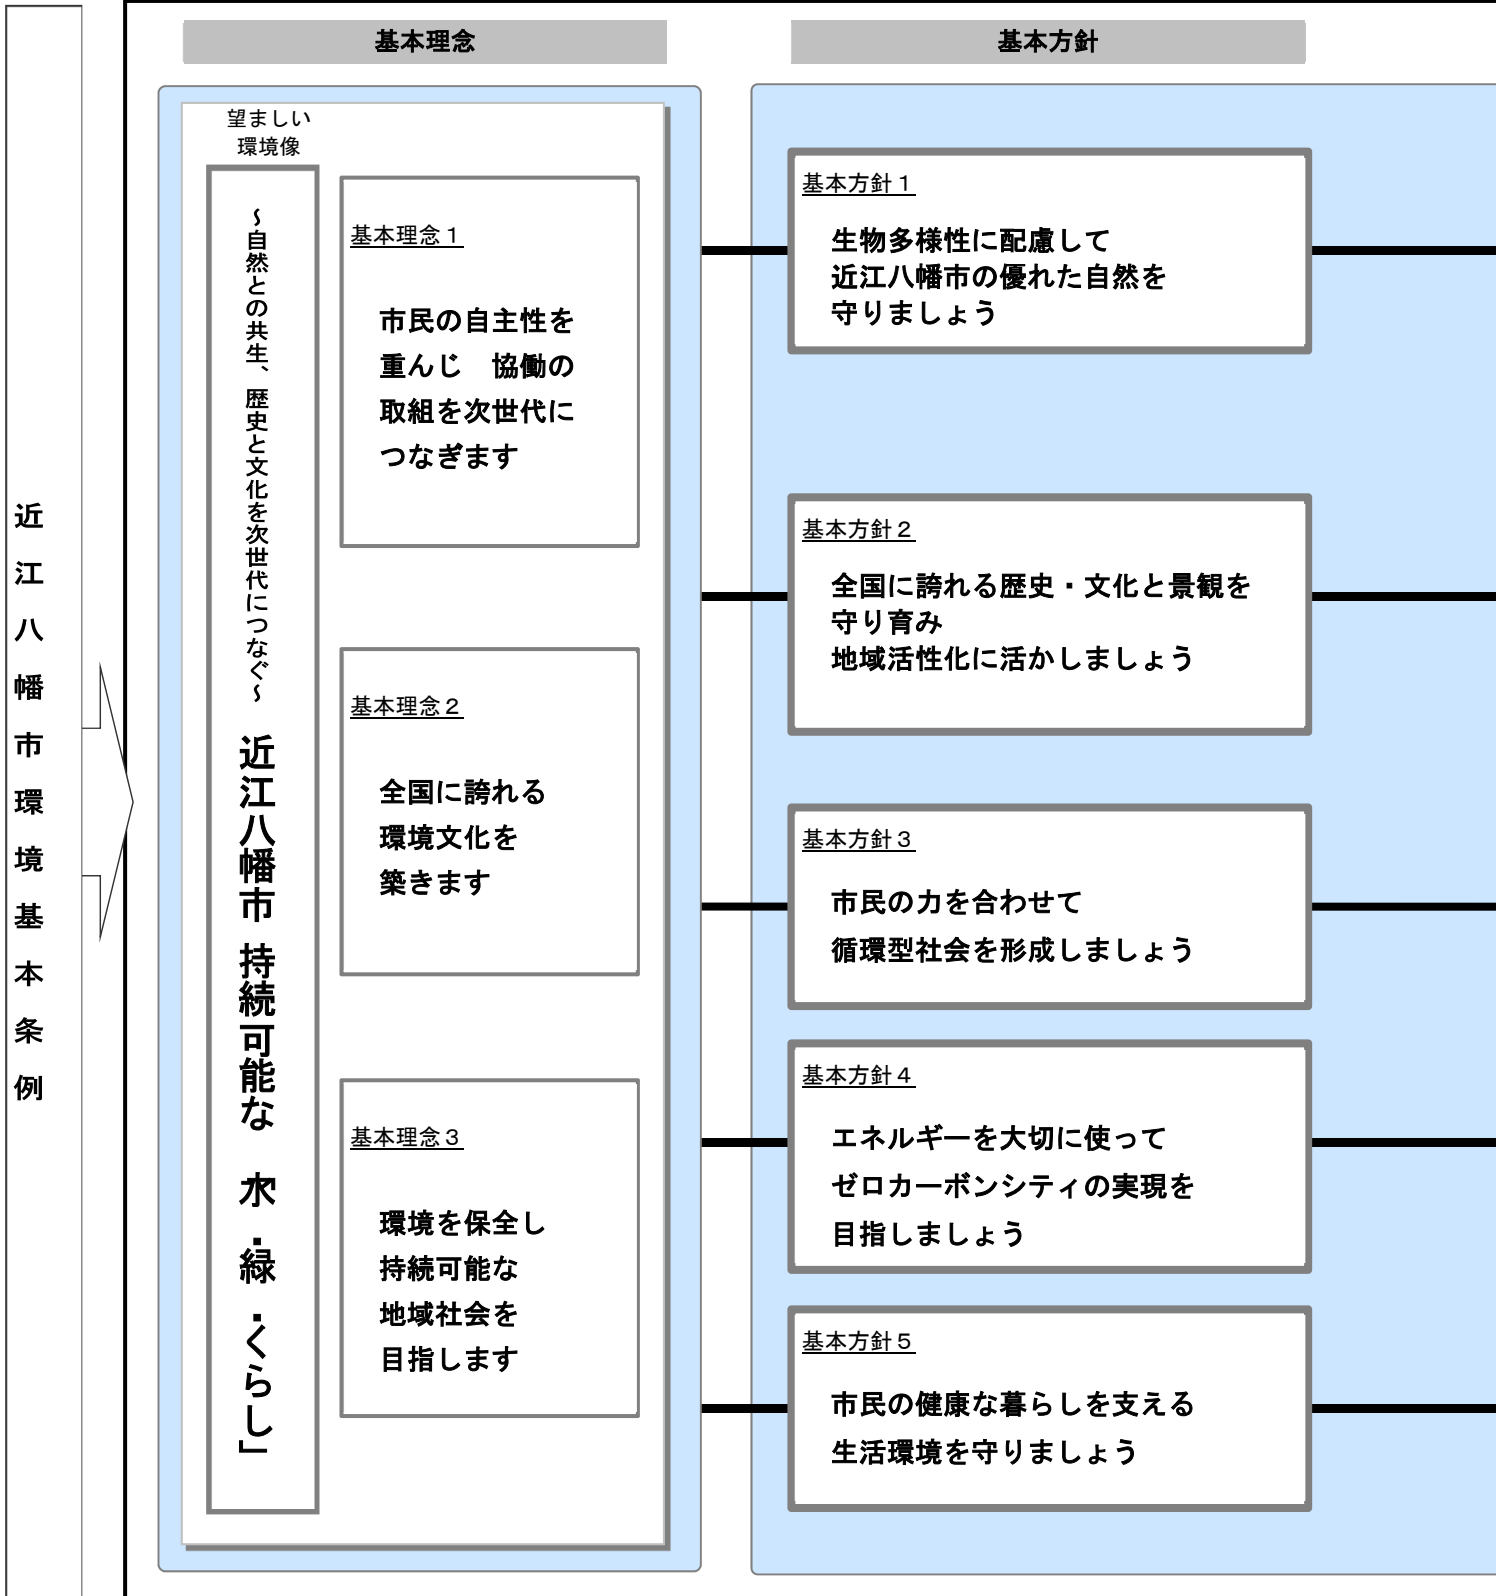 近江八幡市環境基本条例
基本理念
望ましい
環境像
~自然との共生、歴史と文化を次世代につなぐ~ 近江八幡市 持続可能な 水・緑・くらし」
基本理念1
市民の自主性を
重んじ 協働の
取組を次世代に
つなぎます
基本理念2
全国に誇れる
環境文化を
築きます
基本理念3
環境を保全し
持続可能な
地域社会を
目指します
基本方針
基本方針1
生物多様性に配慮して
近江八幡市の優れた自然を
守りましょう
基本方針2
全国に誇れる歴史・文化と景観を
守り育み
地域活性化に活かしましょう
基本方針3
市民の力を合わせて
循環型社会を形成しましょう
基本方針4
エネルギーを大切に使って
ゼロカーボンシティの実現を
目指しましょう
基本方針5
市民の健康な暮らしを支える
生活環境を守りましょう